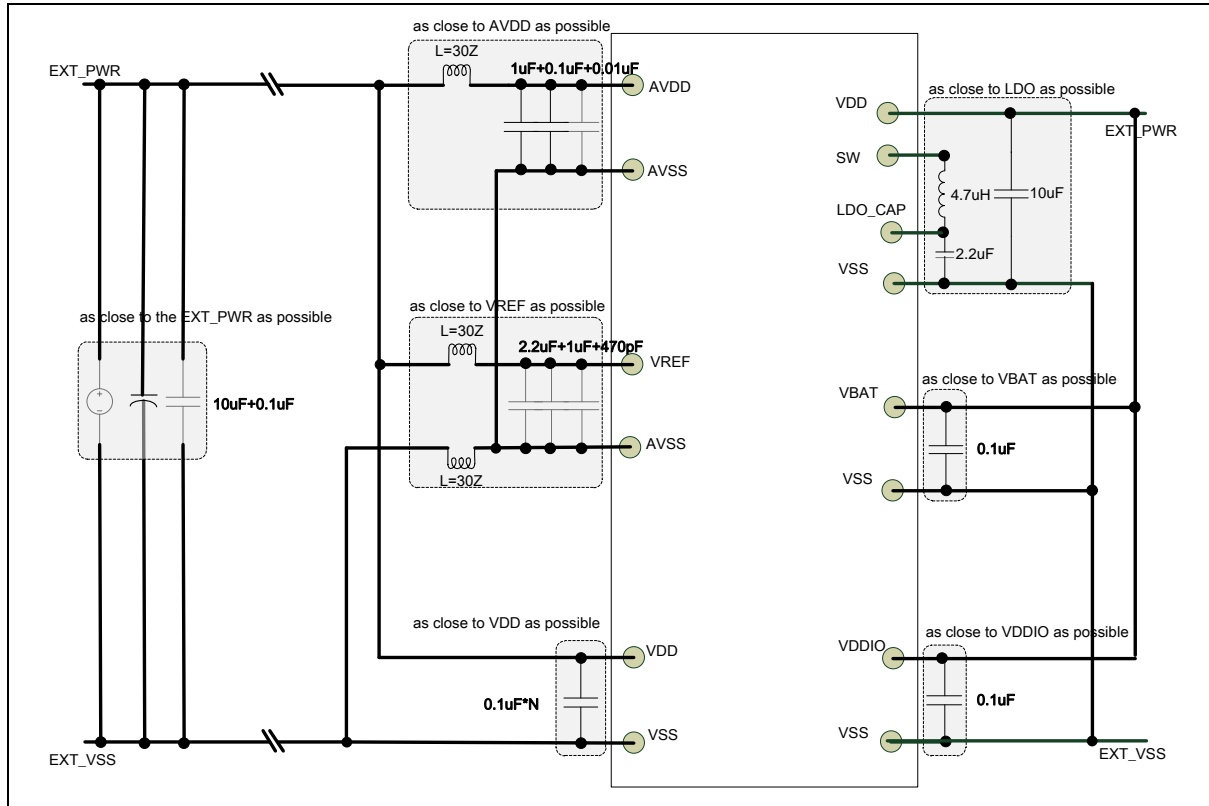 as close to AVDD as possible
L=30Z
EXT_PWR
1uF+0.1uF+0.01uF
AVDD
AVSS
VDD
as close to LDO as possible
EXT_PWR
SW
4.7uH
10uF
LDO_CAP
2.2uF
VSS
as close to the EXT_PWR as possible
10uF+0.1uF
as close to VREF as possible
L=30Z
2.2uF+1uF+470pF
VREF
AVSS
L=30Z
as close to VBAT as possible
VBAT
0.1uF
VSS
as close to VDD as possible
VDD
0.1uF*N
VSS
EXT_VSS
as close to VDDIO as possible
VDDIO
0.1uF
VSS
EXT_VSS